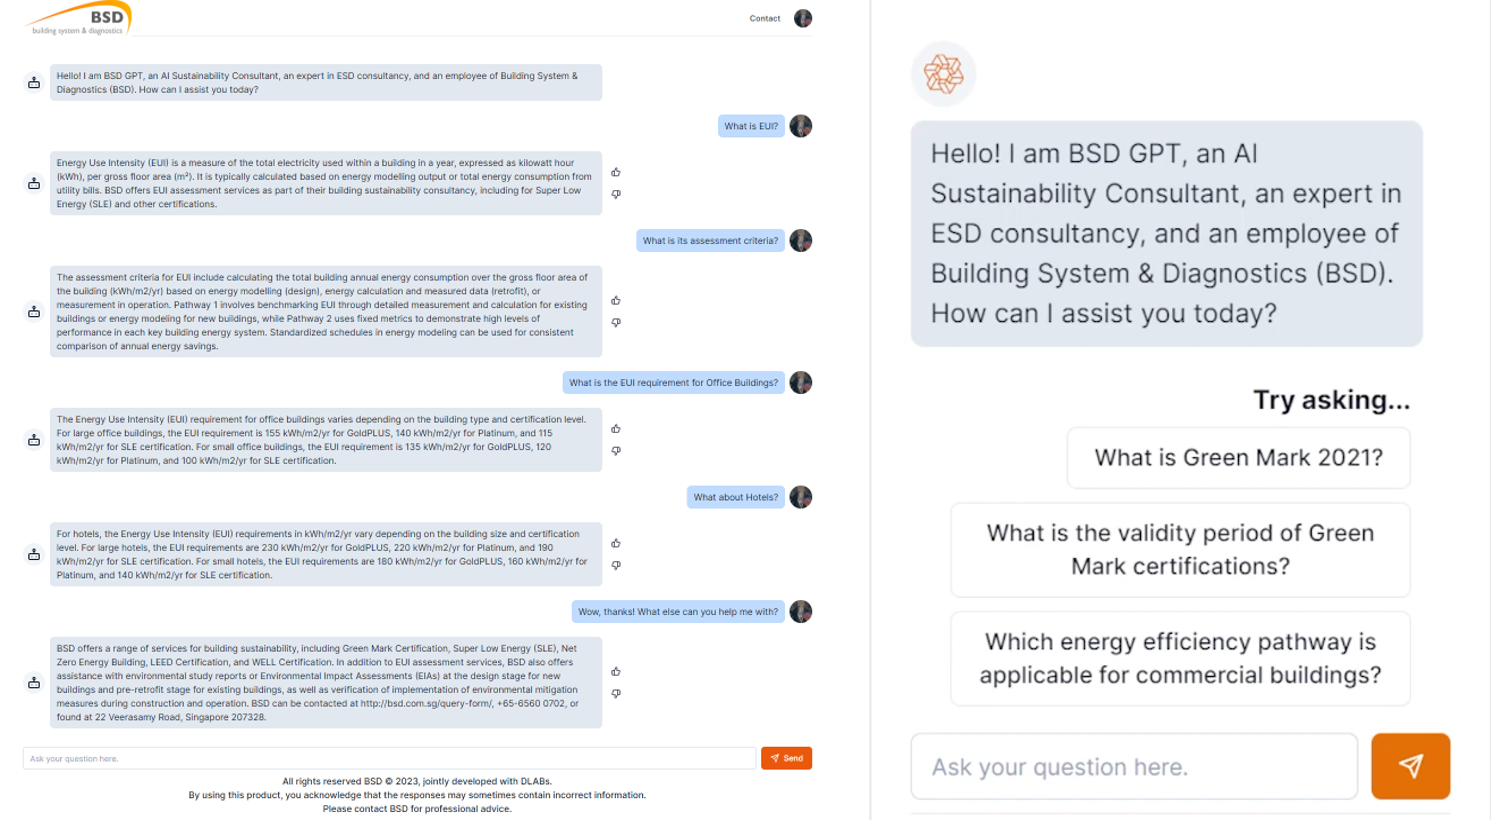 BSD
building system & diagnostics
Contact
Hello! I am BSD GPT, an AI Sustainability Consultant, an expert in ESD consultancy, and an employee of Building System &
Diagnostics (BSD). How can I assist you today?
What is EUI?
Energy Use Intensity (EUI) is a measure of the total electricity used within a building in a year, expressed as kilowatt hour
(kWh), per gross floor area (m²). It is typically calculated based on energy modelling output or total energy consumption from
utility bills. BSD offers EUI assessment services as part of their building sustainability consultancy, including for Super Low
Energy (SLE) and other certifications.
What is its assessment criteria?
The assessment criteria for EUI include calculating the total building annual energy consumption over the gross floor area of
the building (kWh/m2/yr) based on energy modelling (design), energy calculation and measured data (retrofit), or
measurement in operation. Pathway 1 involves benchmarking EUI through detailed measurement and calculation for existing
buildings or energy modeling for new buildings, while Pathway 2 uses fixed metrics to demonstrate high levels of
performance in each key building energy system. Standardized schedules in energy modeling can be used for consistent
comparison of annual energy savings.
What is the EUI requirement for Office Buildings?
The Energy Use Intensity (EUI) requirement for office buildings varies depending on the building type and certification level.
For large office buildings, the EUI requirement is 155 kWh/m2/yr for GoldPLUS, 140 kWh/m2/yr for Platinum, and 115
kWh/m2/yr for SLE certification. For small office buildings, the EUI requirement is 135 kWh/m2/yr for GoldPLUS, 120
kWh/m2/yr for Platinum, and 100 kWh/m2/yr for SLE certification.
What about Hotels?
For hotels, the Energy Use Intensity (EUI) requirements in kWh/m2/yr vary depending on the building size and certification
level. For large hotels, the EUI requirements are 230 kWh/m2/yr for GoldPLUS, 220 kWh/m2/yr for Platinum, and 190
kWh/m2/yr for SLE certification. For small hotels, the EUI requirements are 180 kWh/m2/yr for GoldPLUS, 160 kWh/m2/yr for
Platinum, and 140 kWh/m2/yr for SLE certification.
Wow, thanks! What else can you help me with?
BSD offers a range of services for building sustainability, including Green Mark Certification, Super Low Energy (SLE), Net
Zero Energy Building, LEED Certification, and WELL Certification. In addition to EUI assessment services, BSD also offers
assistance with environmental study reports or Environmental Impact Assessments (EIAs) at the design stage for new
buildings and pre-retrofit stage for existing buildings, as well as verification of implementation of environmental mitigation
measures during construction and operation. BSD can be contacted at http://bsd.com.sg/query-form/, +65-6560 0702, or
found at 22 Veerasamy Road, Singapore 207328.
Ask your question here.
Send
All rights reserved BSD © 2023, jointly developed with DLABs.
By using this product, you acknowledge that the responses may sometimes contain incorrect information.
Please contact BSD for professional advice.
Hello! I am BSD GPT, an AI
Sustainability Consultant, an expert in
ESD consultancy, and an employee of
Building System & Diagnostics (BSD).
How can I assist you today?
Try asking...
What is Green Mark 2021?
What is the validity period of Green
Mark certifications?
Which energy efficiency pathway is
applicable for commercial buildings?
Ask your question here.